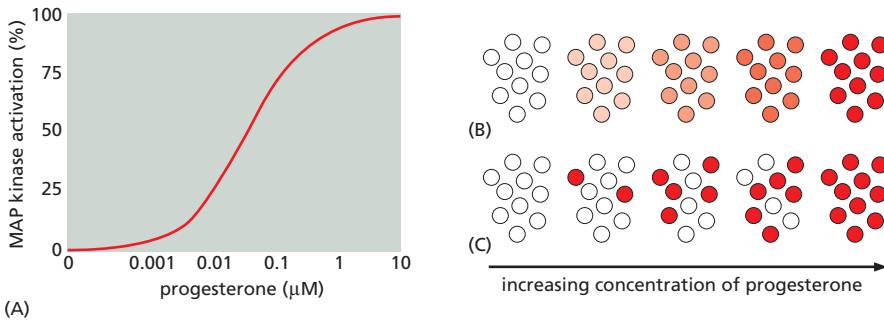 MAP kinase activation (%)
100
75
50
25
0
0 0.001 0.01 0.1 1 10
progesterone (μM)
(A)
(B)
(C)
increasing concentration of progesterone